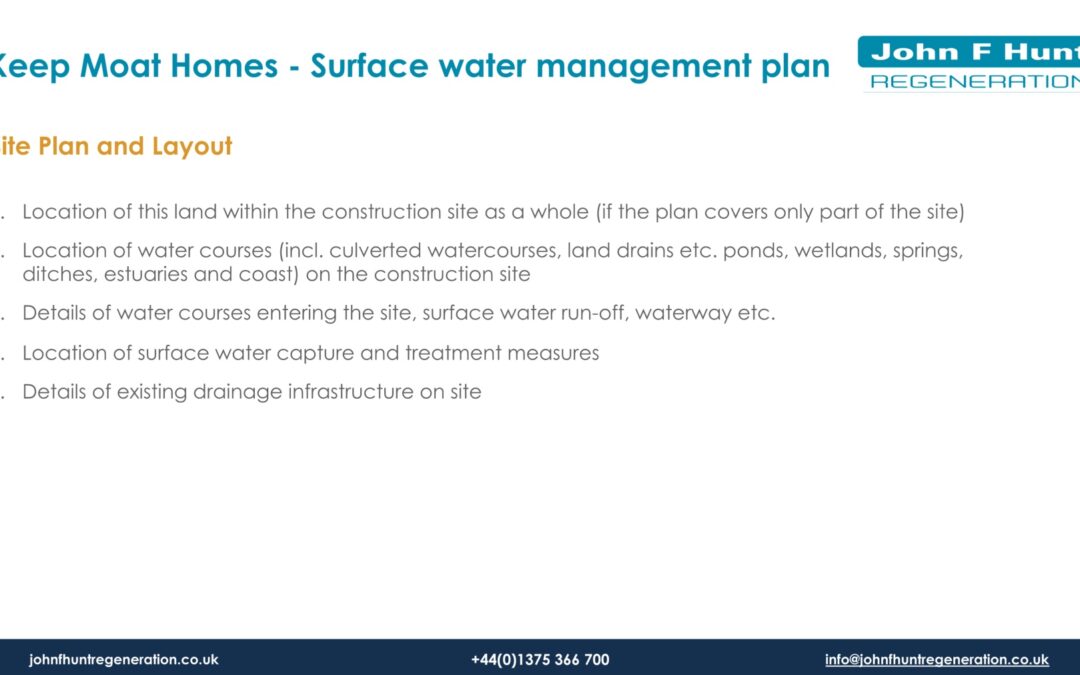 Keep Moat Homes - Surface water management plan
John F Hunt
REGENERATION
ite Plan and Layout
. Location of this land within the construction site as a whole (if the plan covers only part of the site)
. Location of water courses (incl. culverted watercourses, land drains etc. ponds, wetlands, springs,
ditches, estuaries and coast) on the construction site
. Details of water courses entering the site, surface water run-off, waterway etc.
. Location of surface water capture and treatment measures
. Details of existing drainage infrastructure on site
johnfhuntregeneration.co.uk
+44(0)1375 366 700
info@johnfhuntregeneration.co.uk